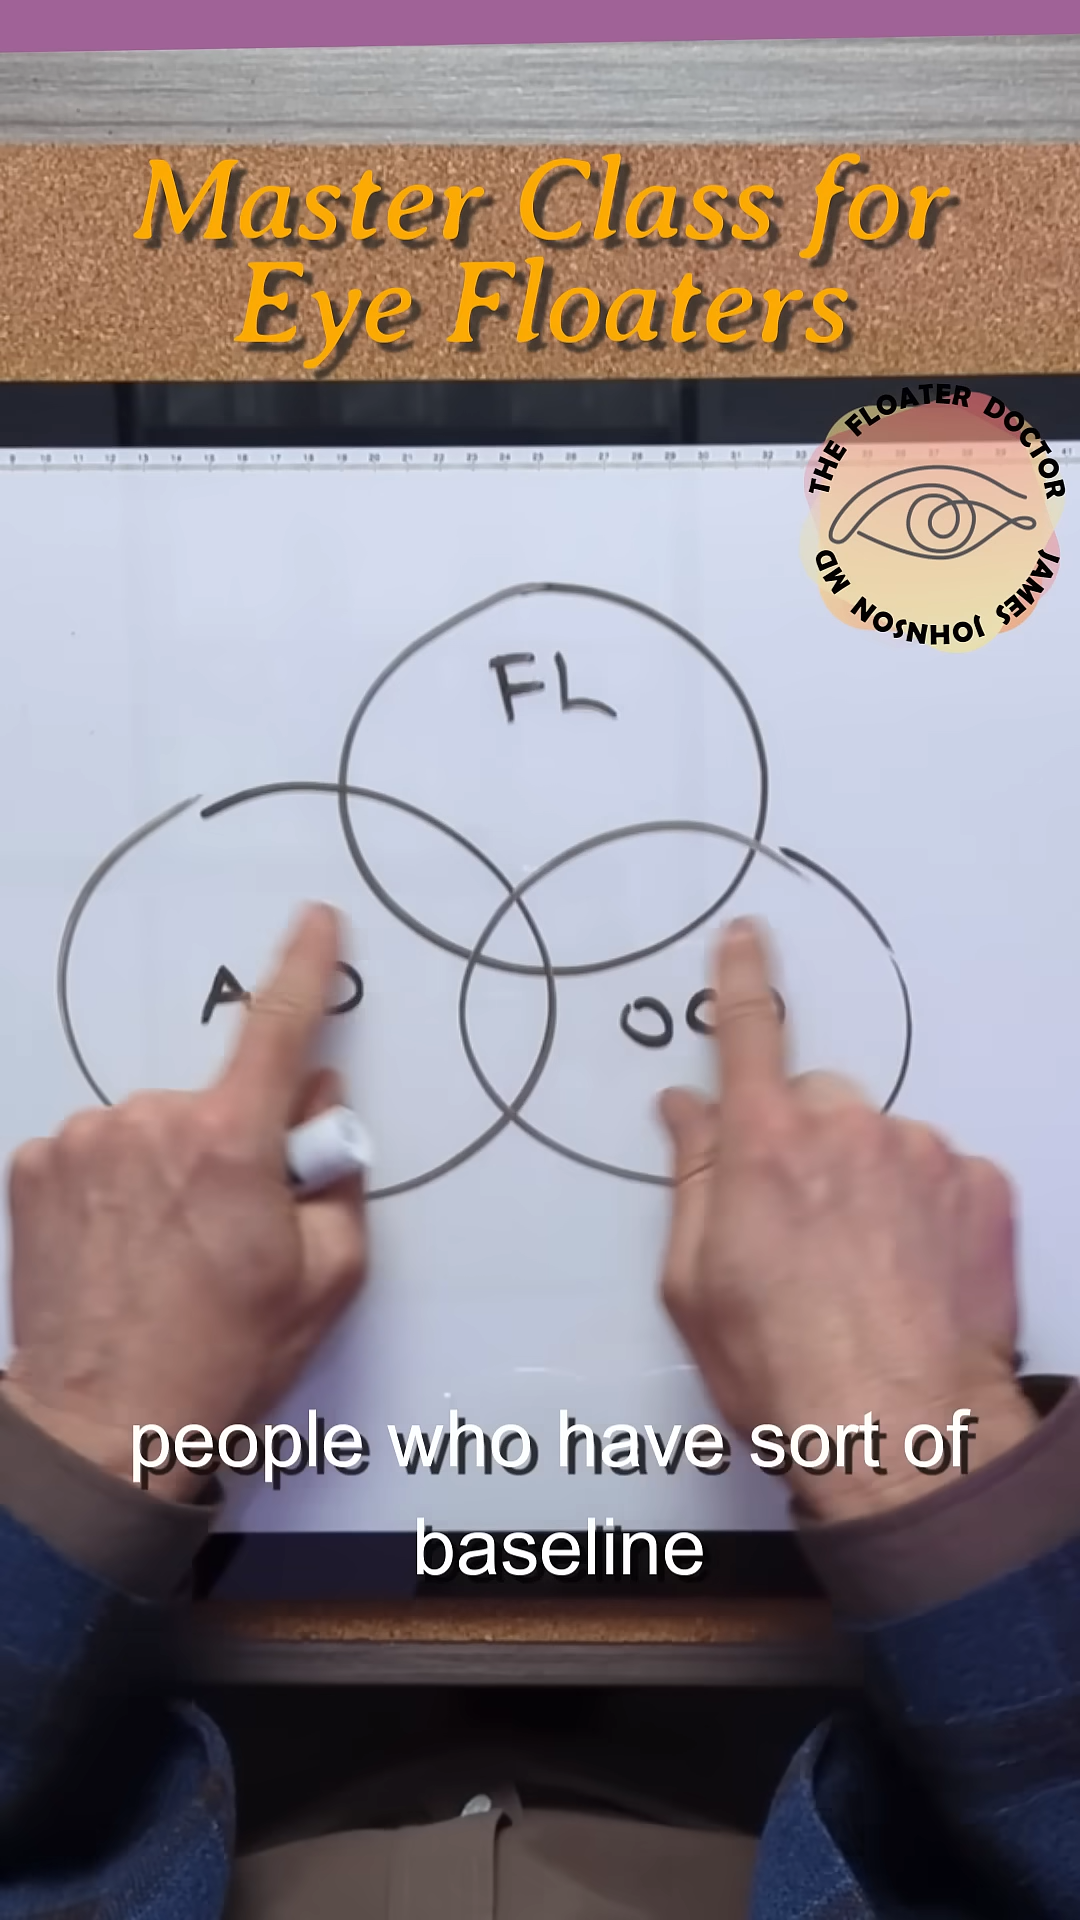 Master Class for
Eye Floaters
THE FLOATER DOCTOR
JAMES JOHNSON MD
FL
people who have sort of
baseline